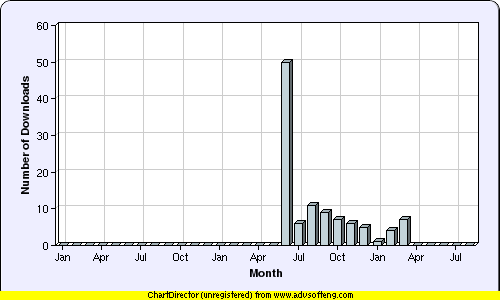 60
50
40
30
20
10
0
Number of Downloads
Jan Apr Jul Oct Jan Apr Jul Oct Jan Apr Jul
Month
ChartDirector (unregistered) from www.advsofteng.com